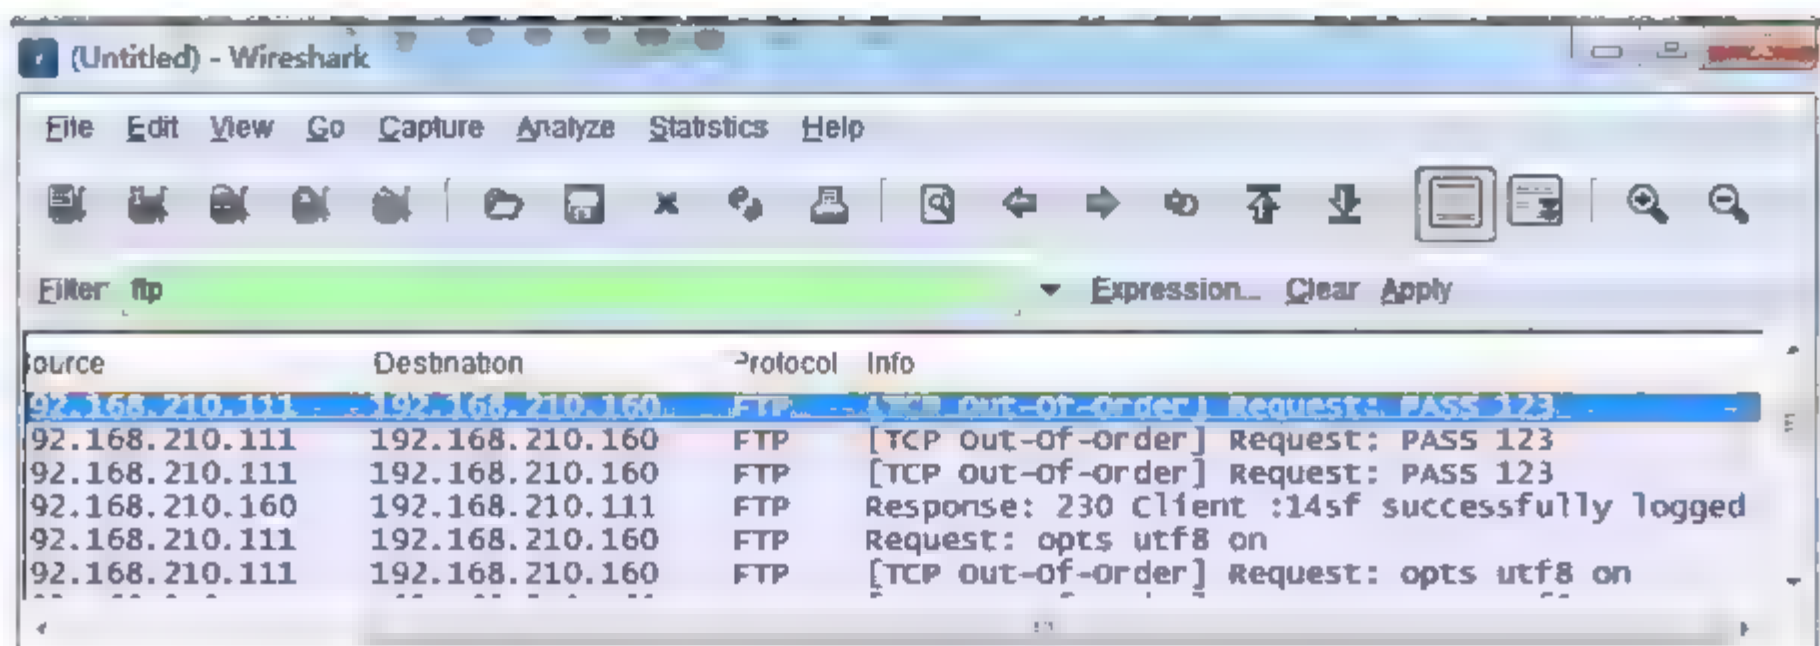 (Untitled) - Wireshark
File Edit View Go Capture Analyze Statistics Help
Filter: ftp Expression... Clear Apply
ource Destination Protocol Info
92.168.210.111 192.168.210.160 FTP [TCP Out-Of-Order] Request: PASS 123
92.168.210.111 192.168.210.160 FTP [TCP Out-Of-Order] Request: PASS 123
92.168.210.111 192.168.210.160 FTP [TCP Out-Of-Order] Request: PASS 123
92.168.210.160 192.168.210.111 FTP Response: 230 Client :14sf successfully logged
92.168.210.111 192.168.210.160 FTP Request: opts utf8 on
92.168.210.111 192.168.210.160 FTP [TCP Out-Of-Order] Request: opts utf8 on